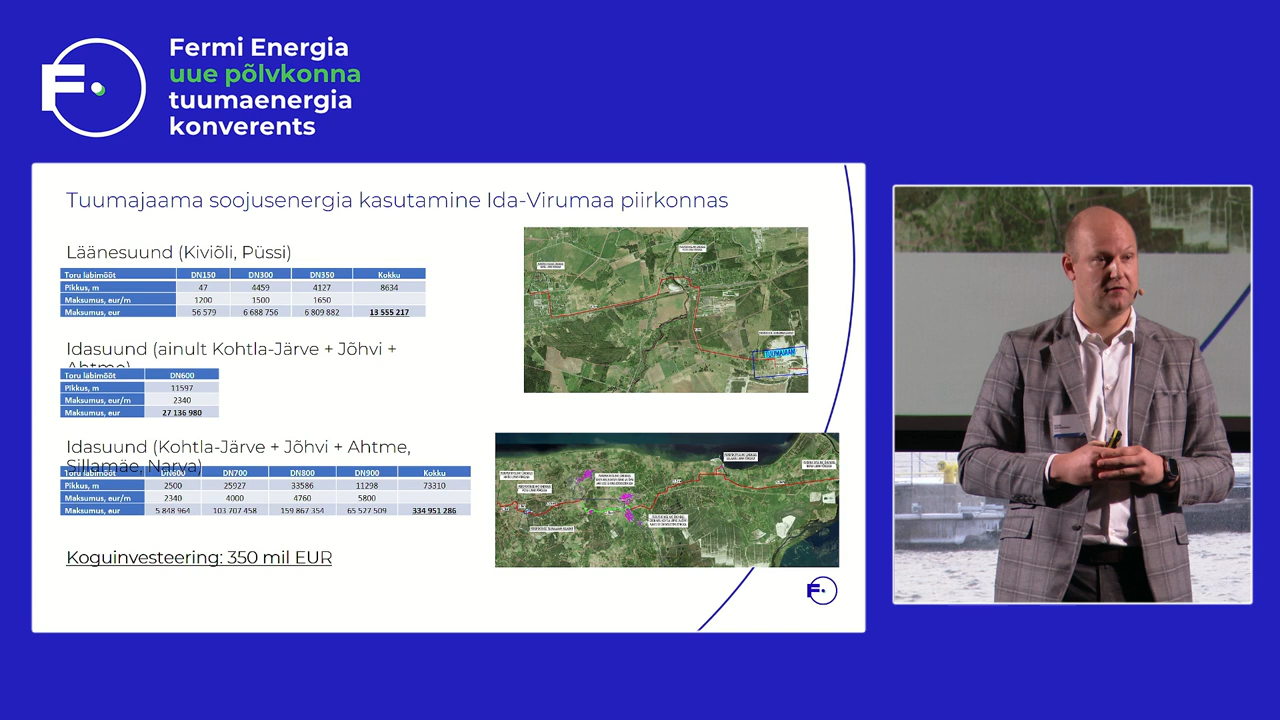 Fermi Energia
uue põlvkonna
tuumaenergia
konverents
Tuumajaama soojusenergia kasutamine Ida-Virumaa piirkonnas
Läänesuund (Kiviõli, Püssi)
Toru läbimõõt DN150 DN300 DN350 Kokku
Pikkus, m 47 4459 4127 8634
Maksumus, eur/m 1200 1500 1650
Maksumus, eur 56 579 6 688 756 6 809 882 13 555 217
Idasuund (ainult Kohtla-Järve + Jõhvi +
Ahtme)
Toru läbimõõt DN600
Pikkus, m 11597
Maksumus, eur/m 2340
Maksumus, eur 27 136 980
Idasuund (Kohtla-Järve + Jõhvi + Ahtme,
Sillamäe, Narva)
Toru läbimõõt DN600 DN700 DN800 DN900 Kokku
Pikkus, m 2500 25927 33586 11298 73310
Maksumus, eur/m 2340 4000 4760 5800
Maksumus, eur 5 848 964 103 707 458 159 867 354 65 527 509 334 951 286
Koguinvesteering: 350 mil EUR
TUUMAJAAM